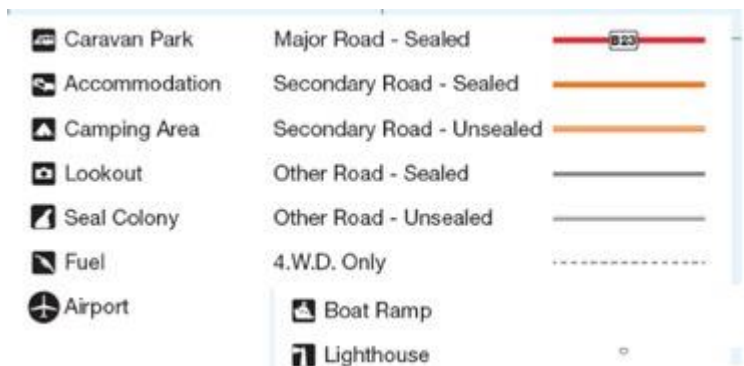 Caravan Park
Major Road - Sealed
B23
Accommodation
Secondary Road - Sealed
Camping Area
Secondary Road - Unsealed
Lookout
Other Road - Sealed
Seal Colony
Other Road - Unsealed
Fuel
4.W.D. Only
Airport
Boat Ramp
Lighthouse